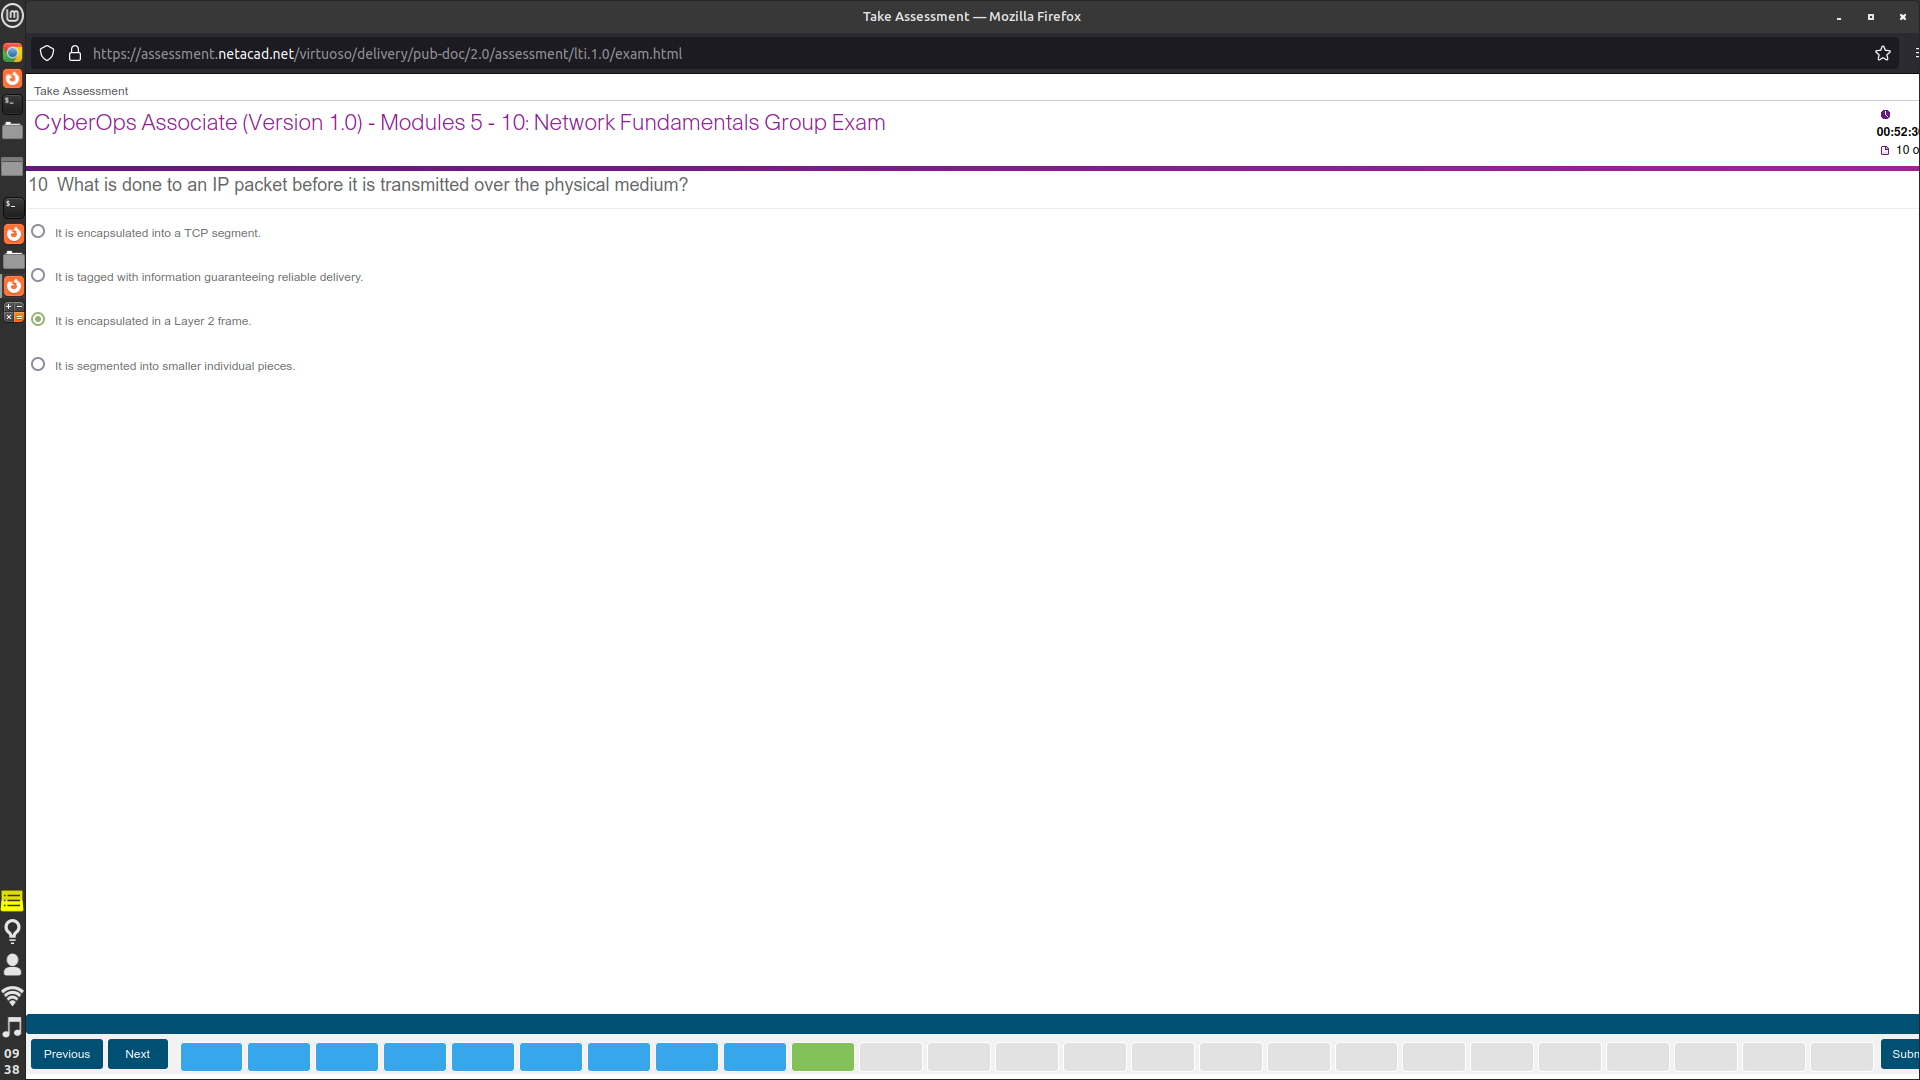 Take Assessment — Mozilla Firefox
https://assessment.netacad.net/virtuoso/delivery/pub-doc/2.0/assessment/lti.1.0/exam.html
Take Assessment
CyberOps Associate (Version 1.0) - Modules 5 - 10: Network Fundamentals Group Exam
00:52:3
10 o
10 What is done to an IP packet before it is transmitted over the physical medium?
It is encapsulated into a TCP segment.
It is tagged with information guaranteeing reliable delivery.
It is encapsulated in a Layer 2 frame.
It is segmented into smaller individual pieces.
Previous
Next
Subm
09
38